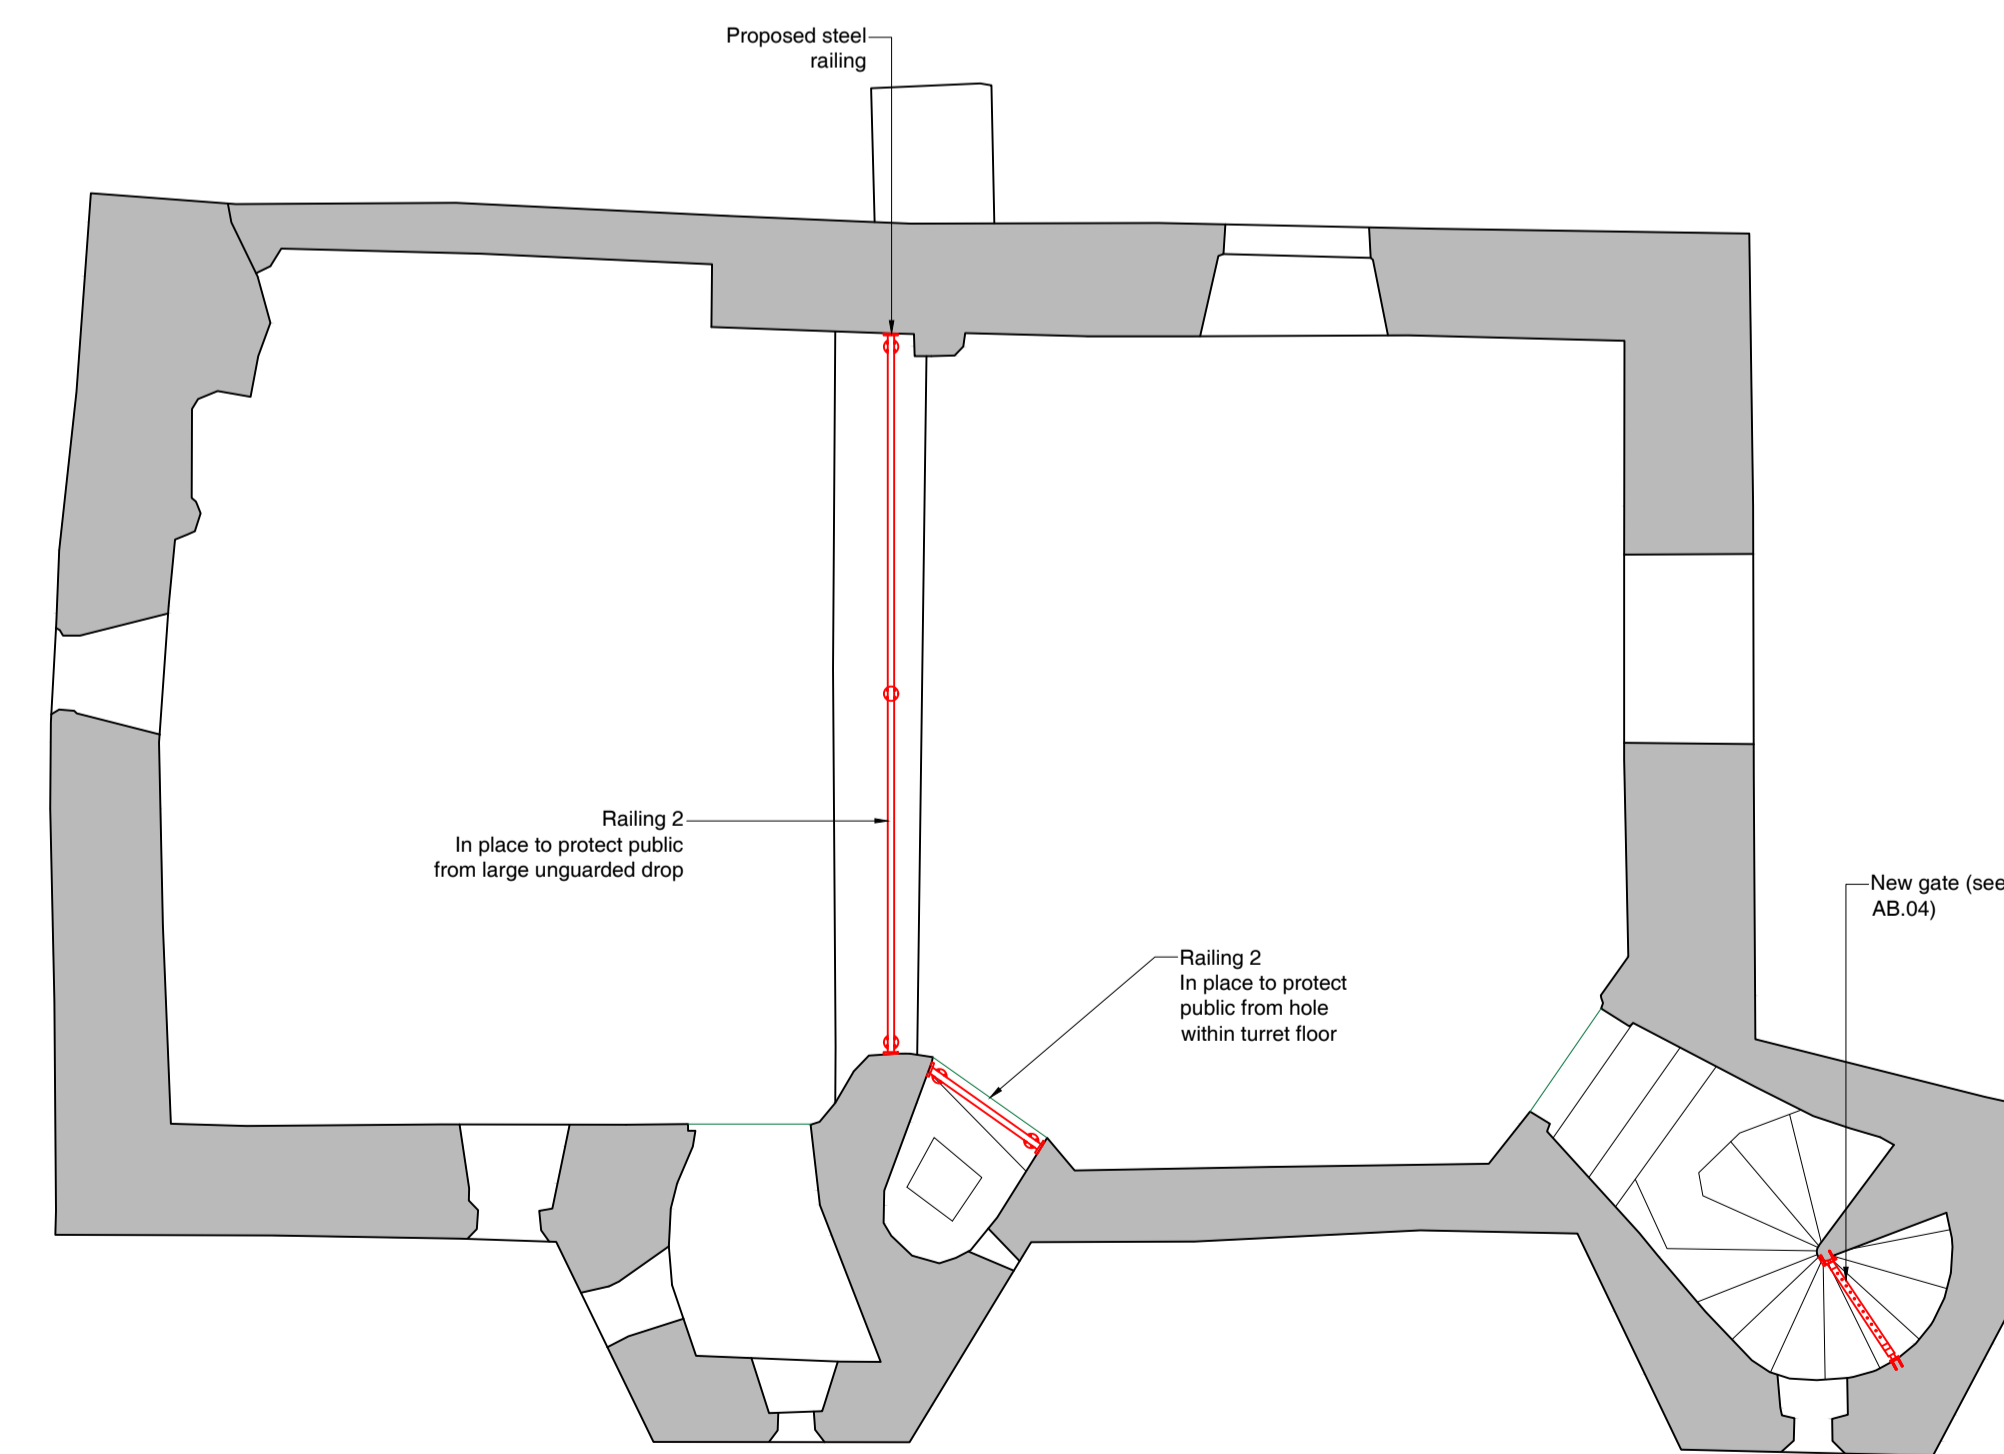 Proposed steel
railing
Railing 2
In place to protect public
from large unguarded drop
New gate (see
AB.04)
Railing 2
In place to protect
public from hole
within turret floor